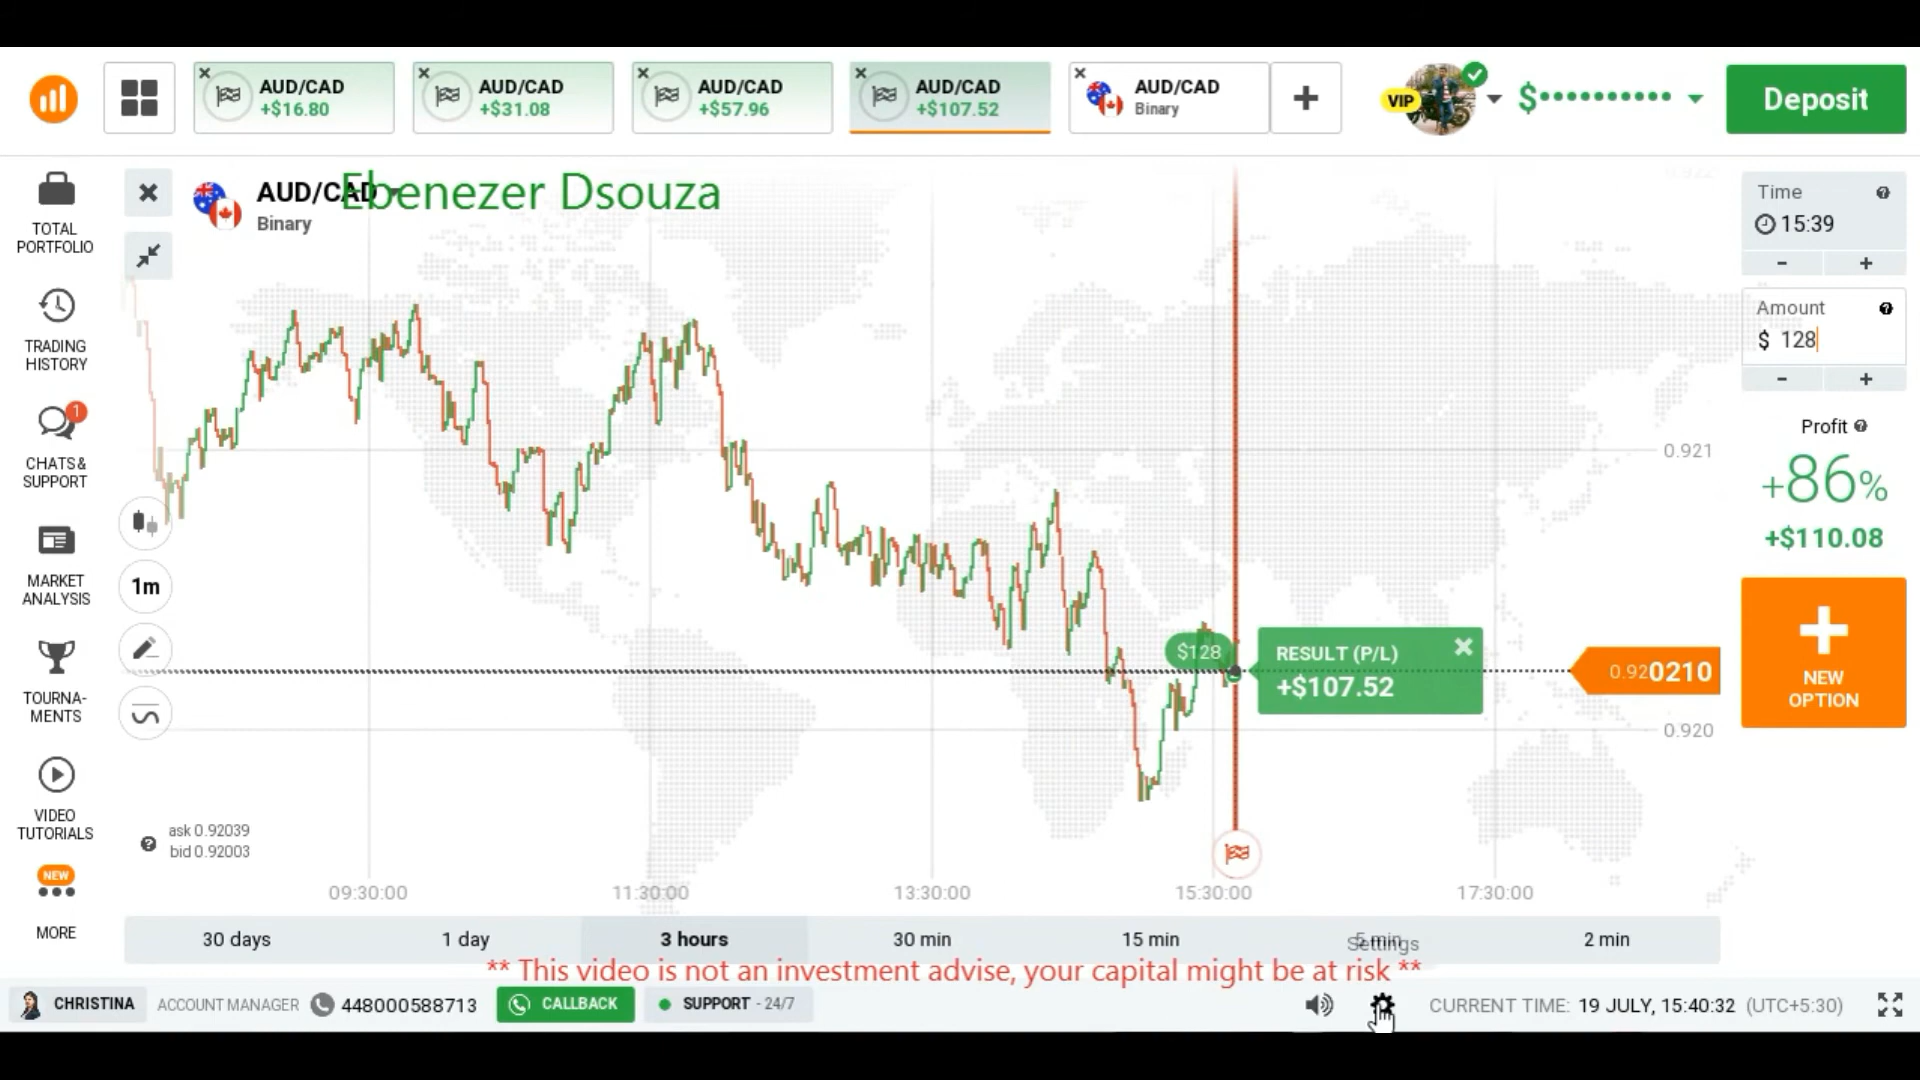 AUD/CAD
+$16.80
AUD/CAD
+$31.08
AUD/CAD
+$57.96
AUD/CAD
+$107.52
AUD/CAD
Binary
VIP
$
Deposit
TOTAL
PORTFOLIO
TRADING
HISTORY
1
CHATS &
SUPPORT
MARKET
ANALYSIS
TOURNA-
MENTS
VIDEO
TUTORIALS
NEW
MORE
AUD/CAD
Ebenezer Dsouza
Binary
1m
ask 0.92039
bid 0.92003
0.922
0.921
0.920210
0.920
$128
RESULT (P/L)
+$107.52
09:30:00
11:30:00
13:30:00
15:30:00
17:30:00
30 days
1 day
3 hours
30 min
15 min
5 min
Settings
2 min
Time
15:39
- +
Amount
$ 128
- +
Profit
+86%
+$110.08
NEW
OPTION
** This video is not an investment advise, your capital might be at risk **
CHRISTINA
ACCOUNT MANAGER
448000588713
CALLBACK
SUPPORT - 24/7
CURRENT TIME: 19 JULY, 15:40:32 (UTC+5:30)